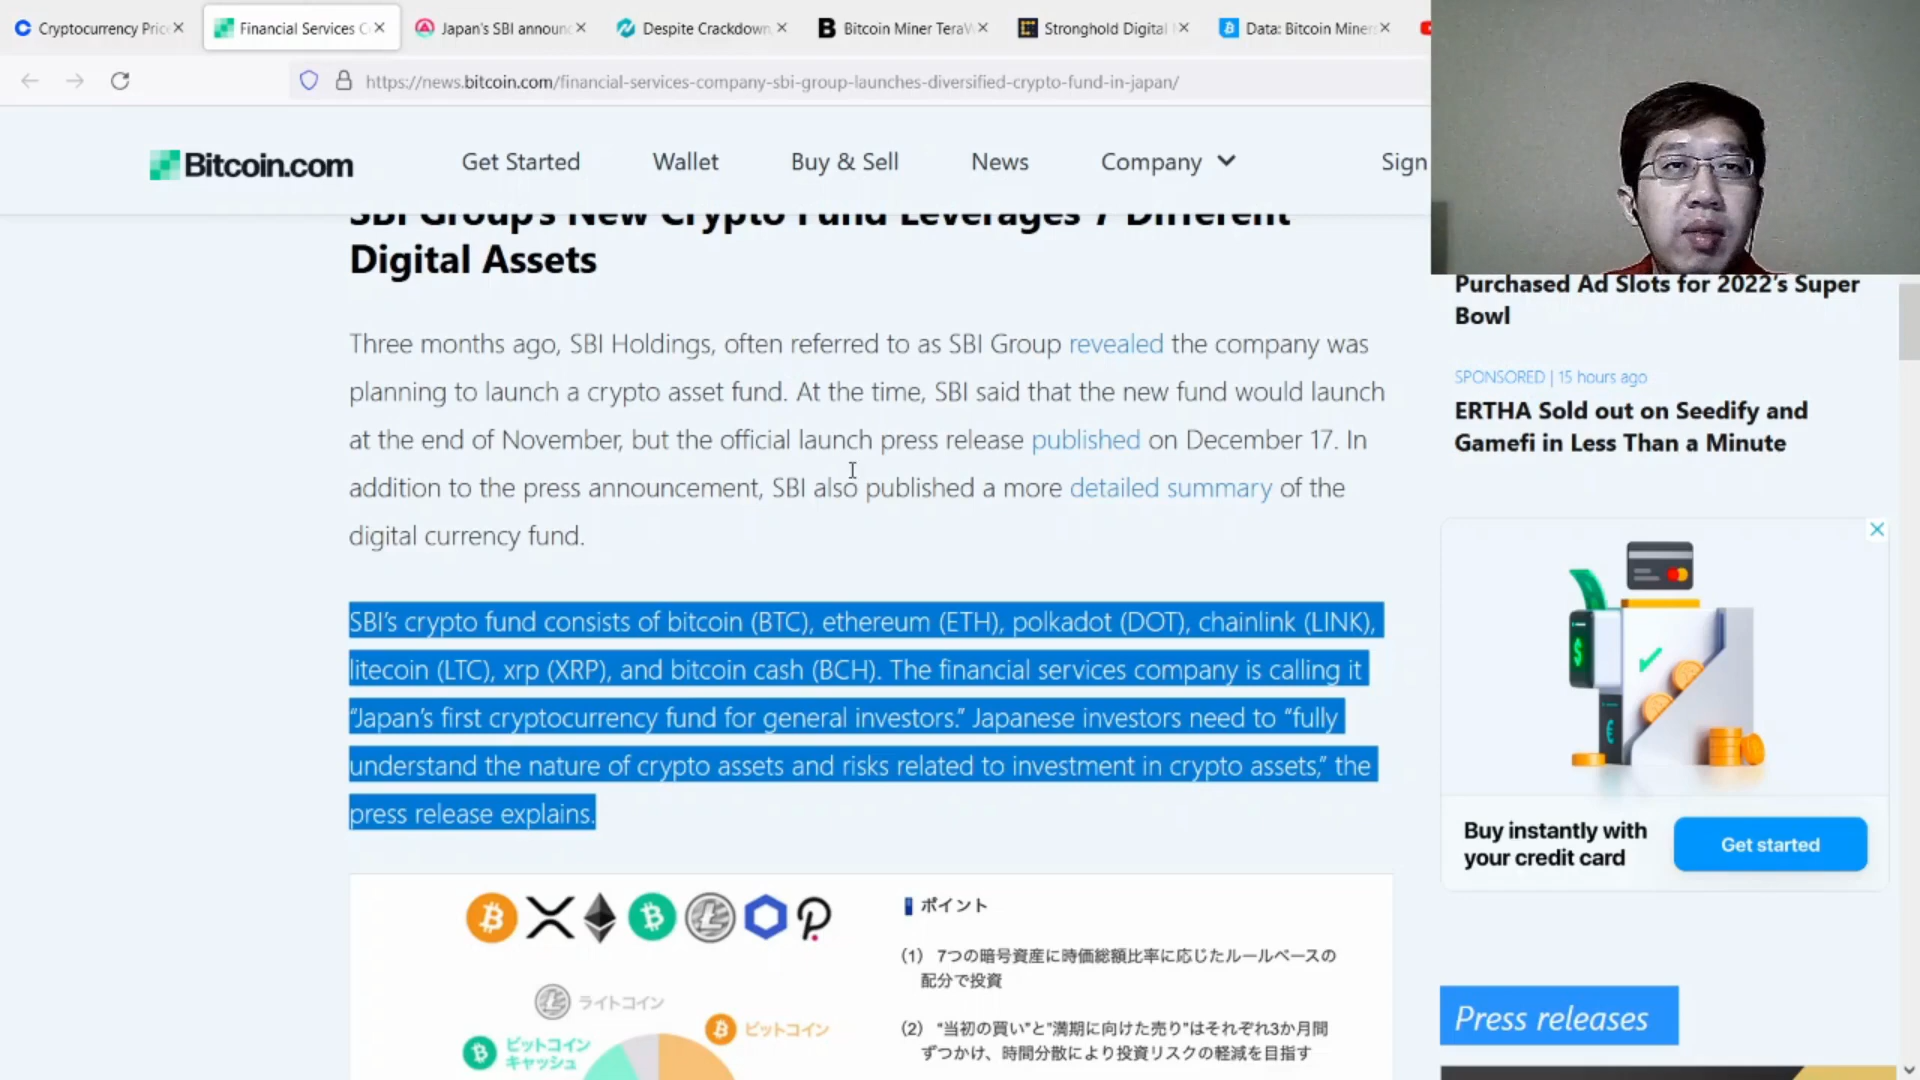 Cryptocurrency Pric
Financial Services C
Japan's SBI announc
Despite Crackdown,
Bitcoin Miner TeraW
Stronghold Digital
Data: Bitcoin Miner
https://news.bitcoin.com/financial-services-company-sbi-group-launches-diversified-crypto-fund-in-japan/
Bitcoin.com
Get Started
Wallet
Buy & Sell
News
Company
Sign
SBI Group's New Crypto Fund Leverages 7 Different
Digital Assets
Three months ago, SBI Holdings, often referred to as SBI Group revealed the company was
planning to launch a crypto asset fund. At the time, SBI said that the new fund would launch
at the end of November, but the official launch press release published on December 17. In
addition to the press announcement, SBI also published a more detailed summary of the
digital currency fund.
SBI's crypto fund consists of bitcoin (BTC), ethereum (ETH), polkadot (DOT), chainlink (LINK),
litecoin (LTC), xrp (XRP), and bitcoin cash (BCH). The financial services company is calling it
“Japan's first cryptocurrency fund for general investors.” Japanese investors need to “fully
understand the nature of crypto assets and risks related to investment in crypto assets,” the
press release explains.
ライトコイン
ビットコイン
ビットコイン
キャッシュ
ポイント
(1) 7つの暗号資産に時価総額比率に応じたルールベースの
配分で投資
(2) “当初の買い”と”満期に向けた売り”はそれぞれ3か月間
ずつかけ、時間分散により投資リスクの軽減を目指す
Purchased Ad Slots for 2022's Super
Bowl
SPONSORED | 15 hours ago
ERTHA Sold out on Seedify and
Gamefi in Less Than a Minute
Buy instantly with
your credit card
Get started
Press releases